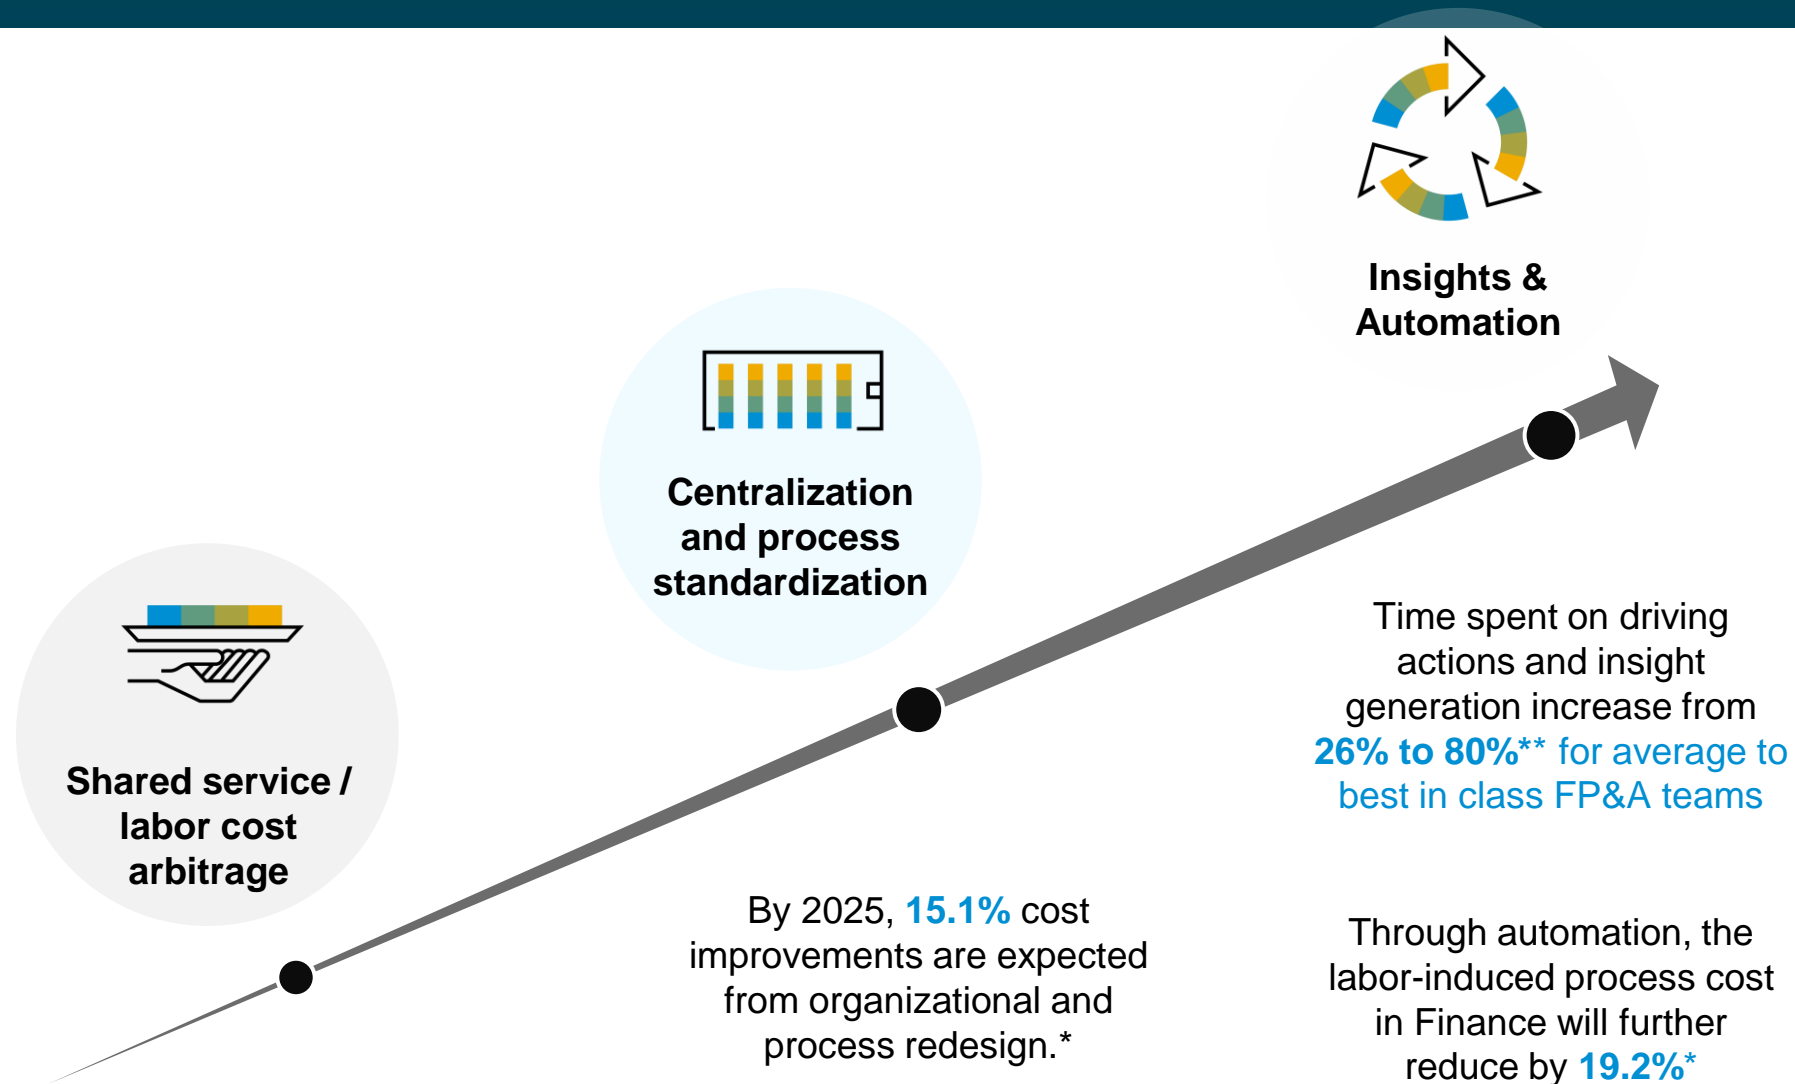 Insights &
Automation
Centralization
and process
standardization
Shared service /
labor cost
arbitrage
Time spent on driving
actions and insight
generation increase from
26% to 80%** for average to
best in class FP&A teams
By 2025, 15.1% cost
improvements are expected
from organizational and
process redesign.*
Through automation, the
labor-induced process cost
in Finance will further
reduce by 19.2%*